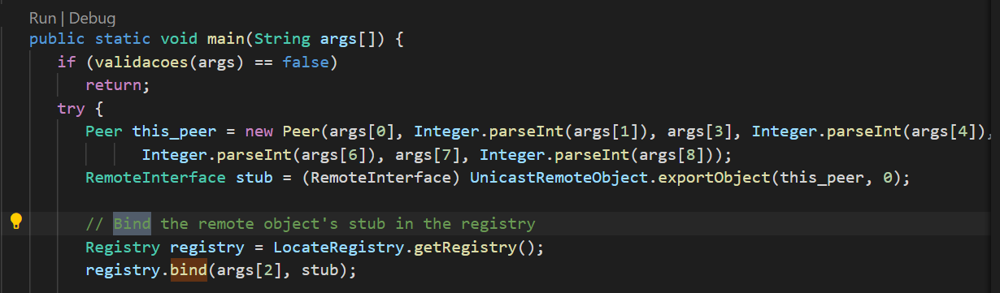 Run | Debug
public static void main(String args[]) {
if (validacoes(args) == false)
return;
try {
Peer this_peer = new Peer(args[0], Integer.parseInt(args[1]), args[3], Integer.parseInt(args[4]),
Integer.parseInt(args[6]), args[7], Integer.parseInt(args[8]));
RemoteInterface stub = (RemoteInterface) UnicastRemoteObject.exportObject(this_peer, 0);
// Bind the remote object's stub in the registry
Registry registry = LocateRegistry.getRegistry();
registry.bind(args[2], stub);